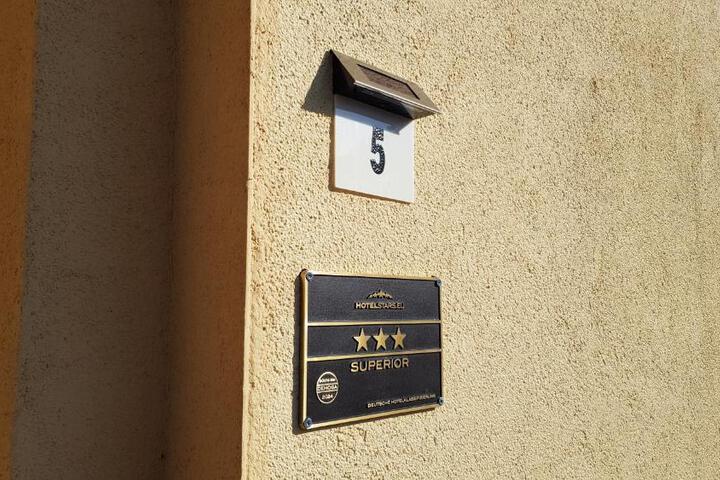 5
HOTELSTARS.EU
SUPERIOR
DEHOGA
2024
DEUTSCHE HOTELKLASSIFIZIERUNG